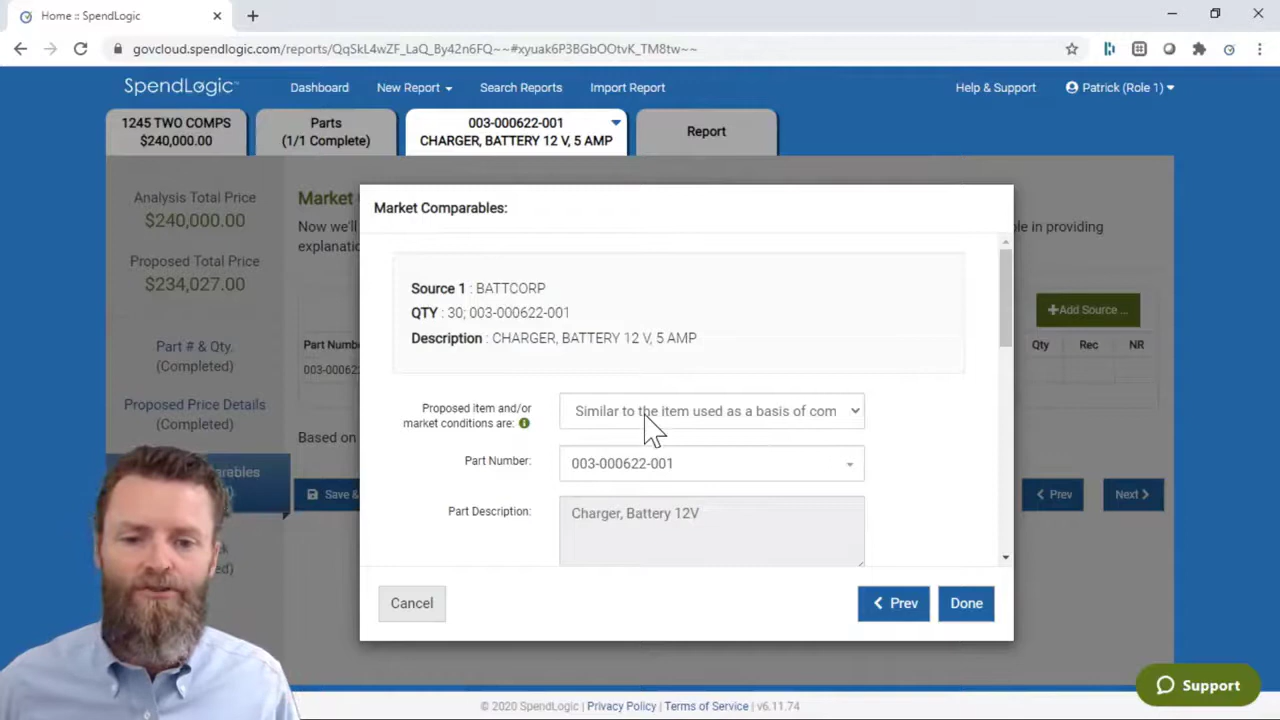 Home :: SpendLogic
govcloud.spendlogic.com/reports/QqSkL4wZF_LaQ_By42n6FQ~~#xyuak6P3BGbOOtvK_TM8tw~~
SpendLogic™ Dashboard New Report Search Reports Import Report Help & Support Patrick (Role 1)
1245 TWO COMPS
$240,000.00
Parts
(1/1 Complete)
003-000622-001
CHARGER, BATTERY 12 V, 5 AMP
Report
Analysis Total Price
$240,000.00
Proposed Total Price
$234,027.00
Part # & Qty.
(Completed)
Proposed Price Details
(Completed)
Market
Now we'll
explanati
le in providing
+Add Source ...
Part Number
Qty Rec NR
003-000622
Based on
Save &
Prev
Next
Market Comparables:
Source 1 : BATTCORP
QTY : 30; 003-000622-001
Description : CHARGER, BATTERY 12 V, 5 AMP
Proposed item and/or
market conditions are:
Similar to the item used as a basis of com
Part Number:
003-000622-001
Part Description:
Charger, Battery 12V
Cancel
Prev
Done
Support
© 2020 SpendLogic | Privacy Policy | Terms of Service | v6.11.74